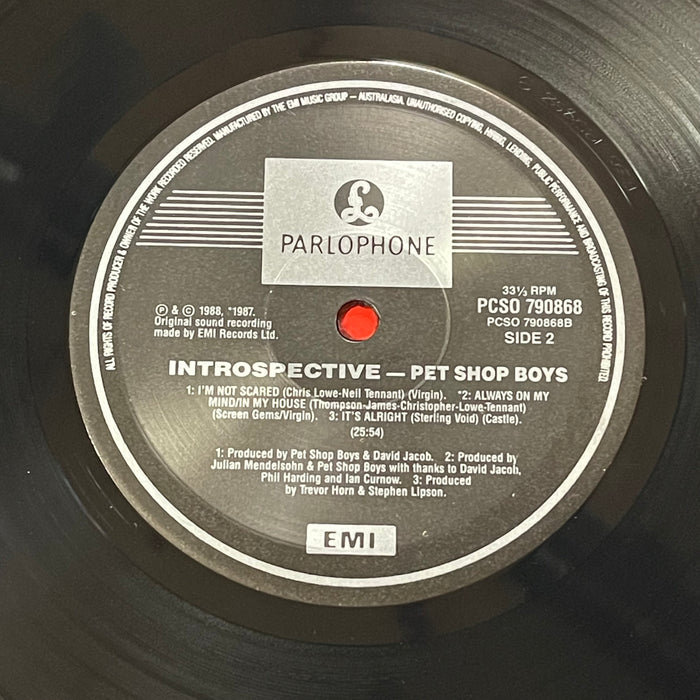 ALL RIGHTS OF RECORD PRODUCER & OWNER OF THE WORK RECORDED RESERVED. MANUFACTURED BY THE EMI MUSIC GROUP – AUSTRALASIA. UNAUTHORISED COPYING, HIRING, LENDING, PUBLIC PERFORMANCE AND BROADCASTING OF THIS RECORD PROHIBITED.
£
PARLOPHONE
33⅓ RPM
PCSO 790868
PCSO 790868B
SIDE 2
Ⓟ & © 1988, *1987.
Original sound recording
made by EMI Records Ltd.
INTROSPECTIVE – PET SHOP BOYS
1: I'M NOT SCARED (Chris Lowe-Neil Tennant) (Virgin). *2: ALWAYS ON MY
MIND/IN MY HOUSE (Thompson-James-Christopher-Lowe-Tennant)
(Screen Gems/Virgin). 3: IT'S ALRIGHT (Sterling Void) (Castle).
(25:54)
1: Produced by Pet Shop Boys & David Jacob. 2: Produced by
Julian Mendelsohn & Pet Shop Boys with thanks to David Jacob,
Phil Harding and Ian Curnow. 3: Produced
by Trevor Horn & Stephen Lipson.
EMI